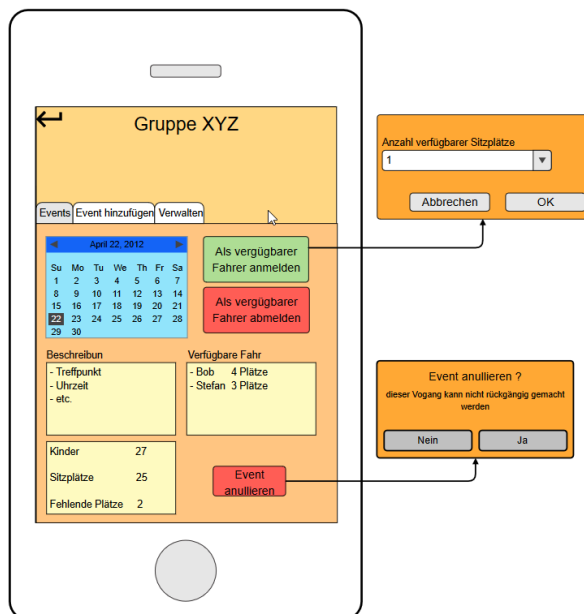 Gruppe XYZ
Events Event hinzufügen Verwalten
April 22, 2012
Su Mo Tu We Th Fr Sa
1 2 3 4 5 6 7
8 9 10 11 12 13 14
15 16 17 18 19 20 21
22 23 24 25 26 27 28
29 30
Als vergügbarer
Fahrer anmelden
Als vergügbarer
Fahrer abmelden
Beschreibun
- Treffpunkt
- Uhrzeit
- etc.
Verfügbare Fahr
- Bob 4 Plätze
- Stefan 3 Plätze
Kinder 27
Sitzplätze 25
Fehlende Plätze 2
Event
anullieren
Anzahl verfügbarer Sitzplätze
1
Abbrechen OK
Event anullieren ?
dieser Vogang kann nicht rückgängig gemacht
werden
Nein Ja